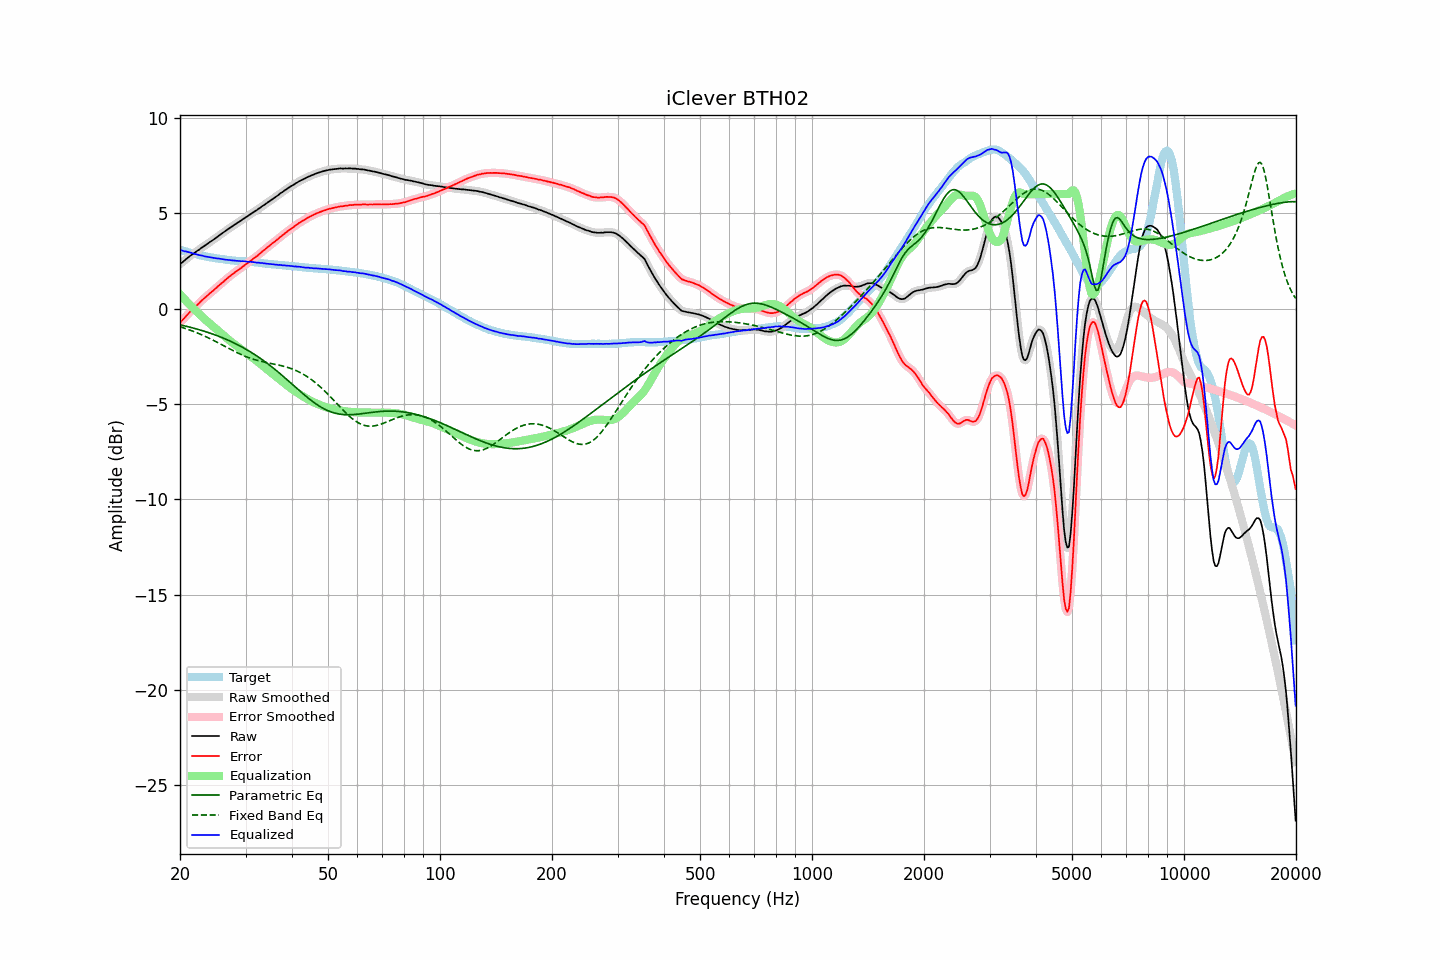 iClever BTH02
Amplitude (dBr)
10
5
0
−5
−10
−15
−20
−25
Target
Raw Smoothed
Error Smoothed
Raw
Error
Equalization
Parametric Eq
Fixed Band Eq
Equalized
20
50
100
200
500
1000
2000
5000
10000
20000
Frequency (Hz)